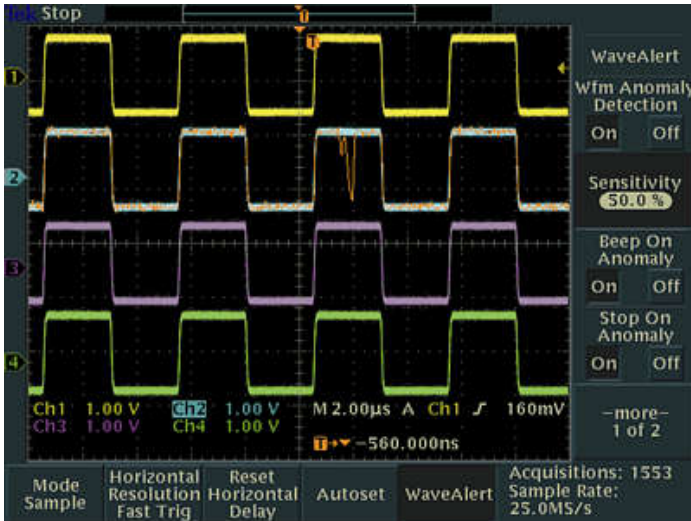 Tek Stop
T
T
1
2
3
4
WaveAlert
Wfm Anomaly
Detection
On Off
Sensitivity
50.0 %
Beep On
Anomaly
On Off
Stop On
Anomaly
On Off
-more-
1 of 2
Ch1 1.00 V Ch2 1.00 V M 2.00µs A Ch1 160mV
Ch3 1.00 V Ch4 1.00 V
T -560.000ns
Mode
Sample
Horizontal
Resolution
Fast Trig
Reset
Horizontal
Delay
Autoset
WaveAlert
Acquisitions: 1553
Sample Rate:
25.0MS/s